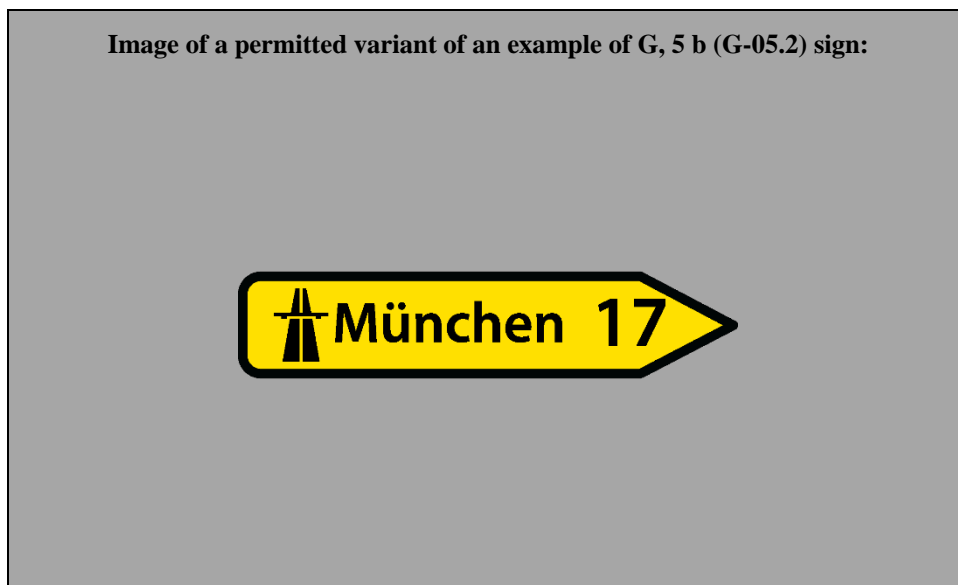 Image of a permitted variant of an example of G, 5 b (G-05.2) sign:
München 17